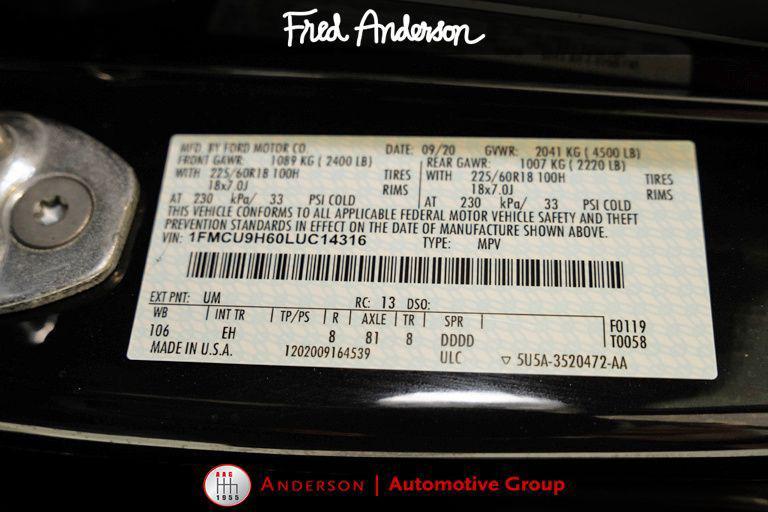 Fred Anderson
MFD. BY FORD MOTOR CO. DATE: 09/20 GVWR: 2041 KG ( 4500 LB)
FRONT GAWR: 1089 KG ( 2400 LB) REAR GAWR: 1007 KG ( 2220 LB)
WITH 225/60R18 100H TIRES WITH 225/60R18 100H TIRES
18x7.0J RIMS 18x7.0J RIMS
AT 230 kPa/ 33 PSI COLD AT 230 kPa/ 33 PSI COLD
THIS VEHICLE CONFORMS TO ALL APPLICABLE FEDERAL MOTOR VEHICLE SAFETY AND THEFT
PREVENTION STANDARDS IN EFFECT ON THE DATE OF MANUFACTURE SHOWN ABOVE.
VIN: 1FMCU9H60LUC14316 TYPE: MPV
EXT PNT: UM RC: 13 DSO:
WB INT TR TP/PS R AXLE TR SPR F0119
106 EH 8 81 8 DDDD T0058
MADE IN U.S.A. 1202009164539 ULC ▽ 5U5A-3520472-AA
AAG
1955
ANDERSON | Automotive Group